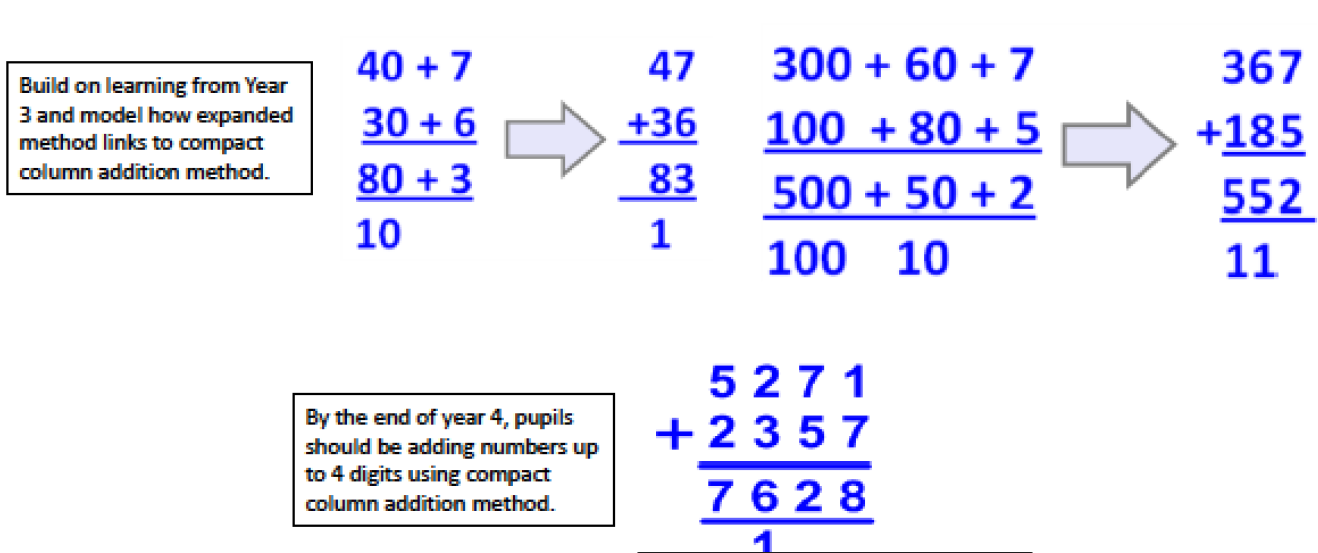 Build on learning from Year
3 and model how expanded
method links to compact
column addition method.
40 + 7
30 + 6
80 + 3
10
47
+36
83
1
300 + 60 + 7
100 + 80 + 5
500 + 50 + 2
100 10
367
+185
552
11
By the end of year 4, pupils
should be adding numbers up
to 4 digits using compact
column addition method.
5 2 7 1
+ 2 3 5 7
7 6 2 8
1